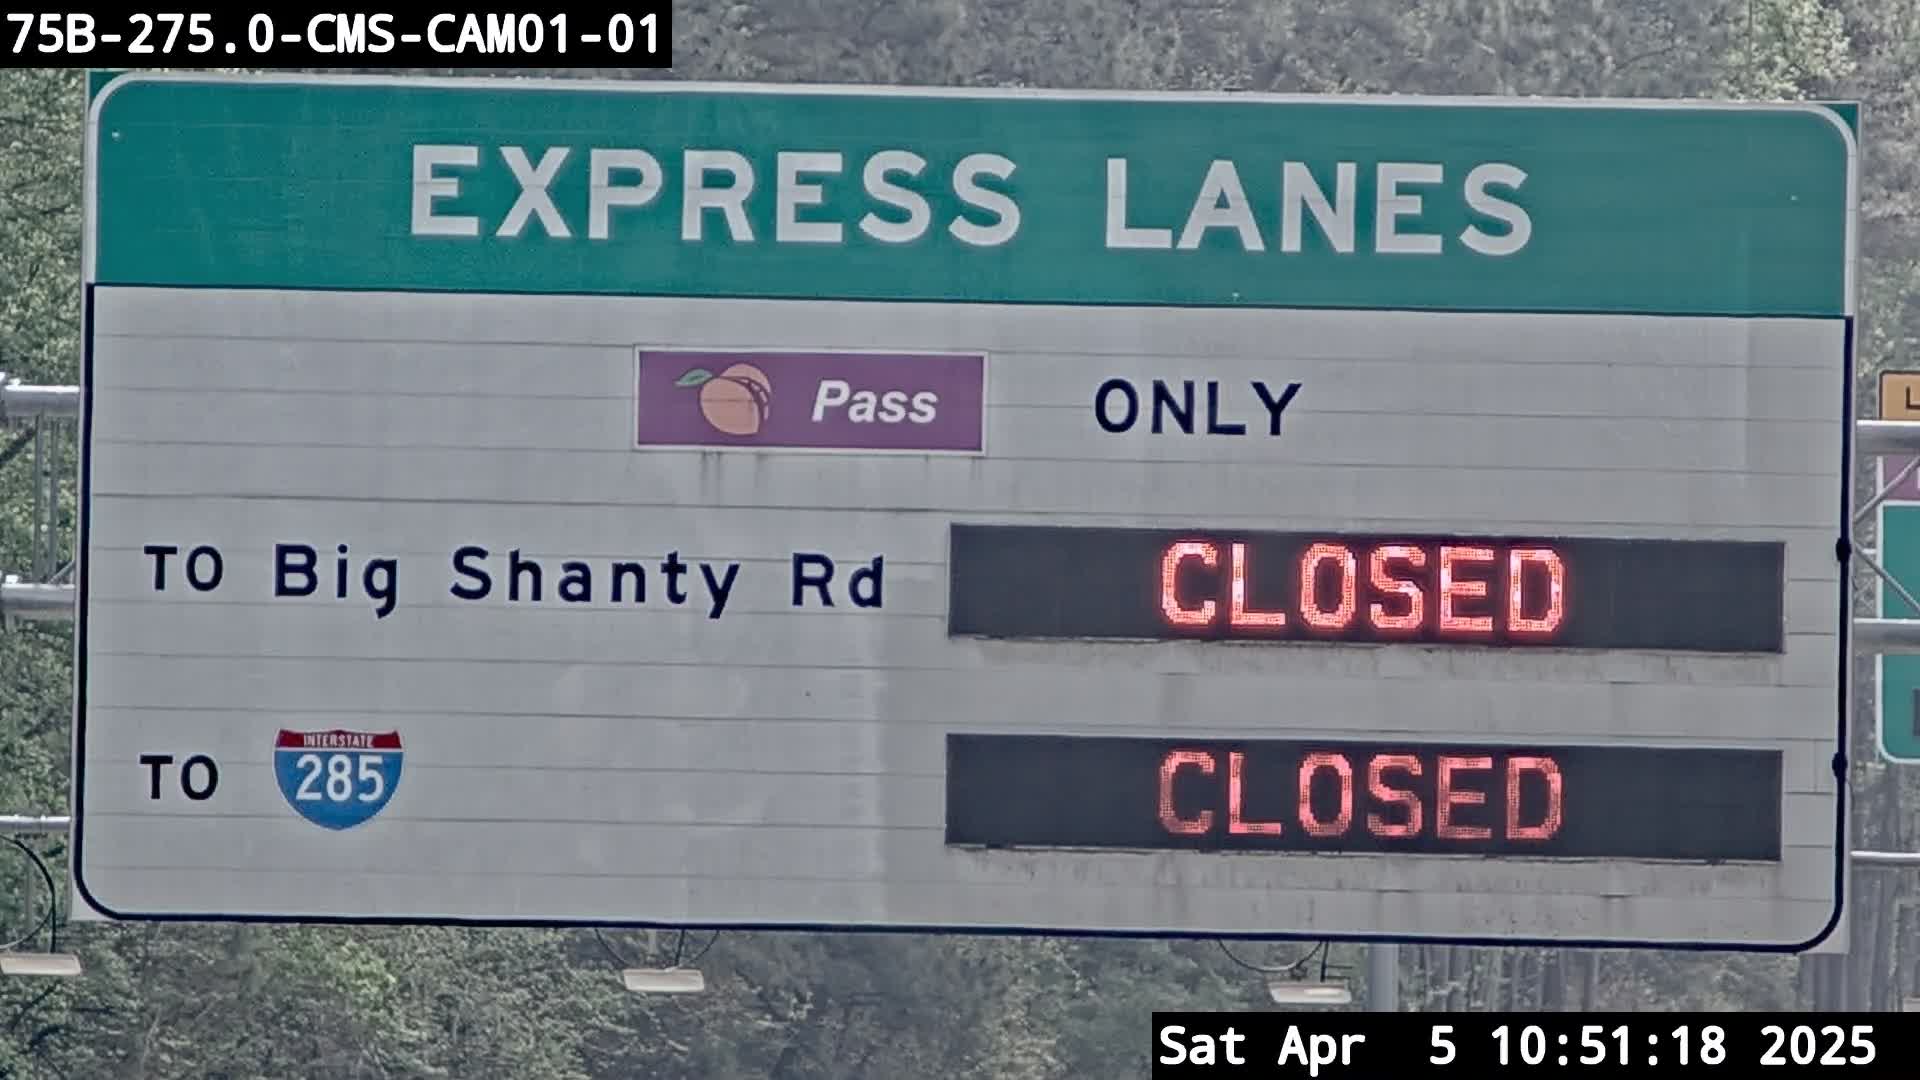 75B-275.0-CMS-CAM01-01
EXPRESS LANES
Pass ONLY
TO Big Shanty Rd CLOSED
TO INTERSTATE 285 CLOSED
Sat Apr 5 10:51:18 2025